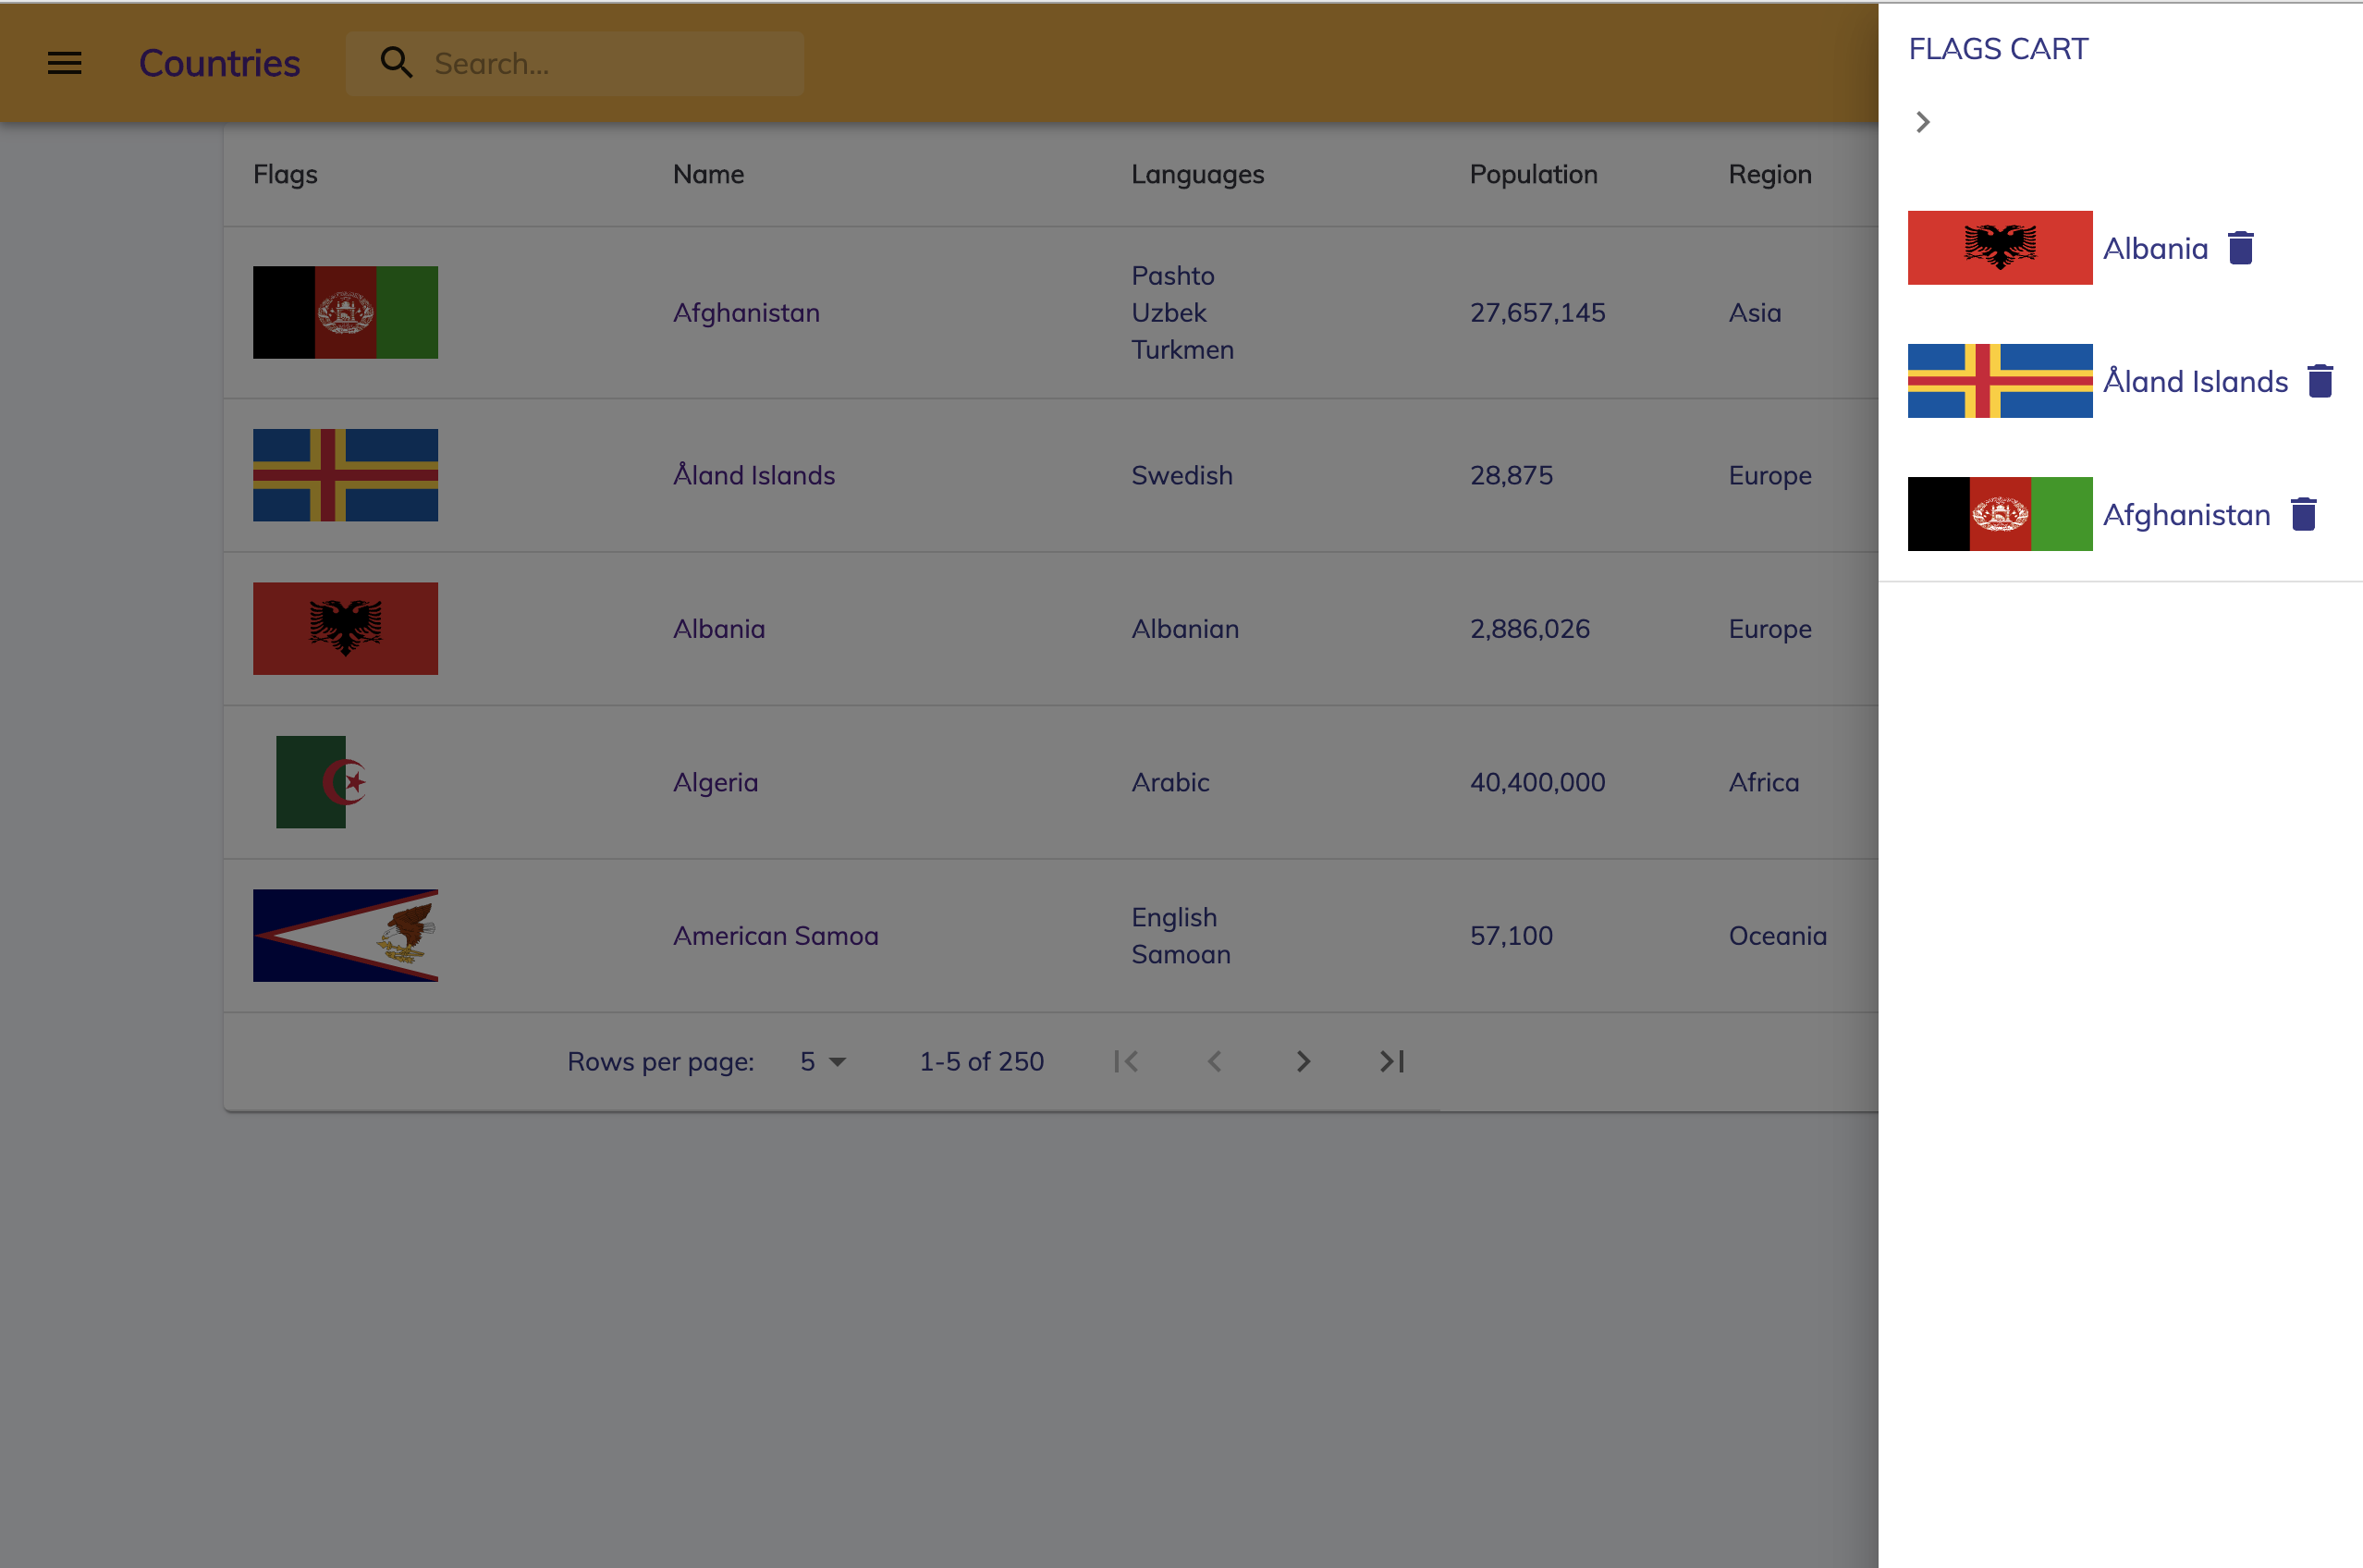 Countries
Search...
Flags Name Languages Population Region
Afghanistan Pashto 27,657,145 Asia
Uzbek
Turkmen
Åland Islands Swedish 28,875 Europe
Albania Albanian 2,886,026 Europe
Algeria Arabic 40,400,000 Africa
American Samoa English 57,100 Oceania
Samoan
Rows per page: 5 1-5 of 250
FLAGS CART
Albania
Åland Islands
Afghanistan